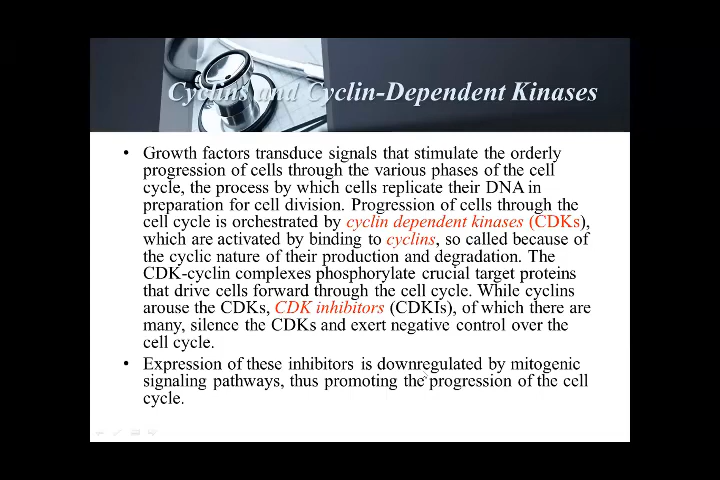 Cyclins and Cyclin-Dependent Kinases
• Growth factors transduce signals that stimulate the orderly
progression of cells through the various phases of the cell
cycle, the process by which cells replicate their DNA in
preparation for cell division. Progression of cells through the
cell cycle is orchestrated by cyclin dependent kinases (CDKs),
which are activated by binding to cyclins, so called because of
the cyclic nature of their production and degradation. The
CDK-cyclin complexes phosphorylate crucial target proteins
that drive cells forward through the cell cycle. While cyclins
arouse the CDKs, CDK inhibitors (CDKIs), of which there are
many, silence the CDKs and exert negative control over the
cell cycle.
• Expression of these inhibitors is downregulated by mitogenic
signaling pathways, thus promoting the progression of the cell
cycle.